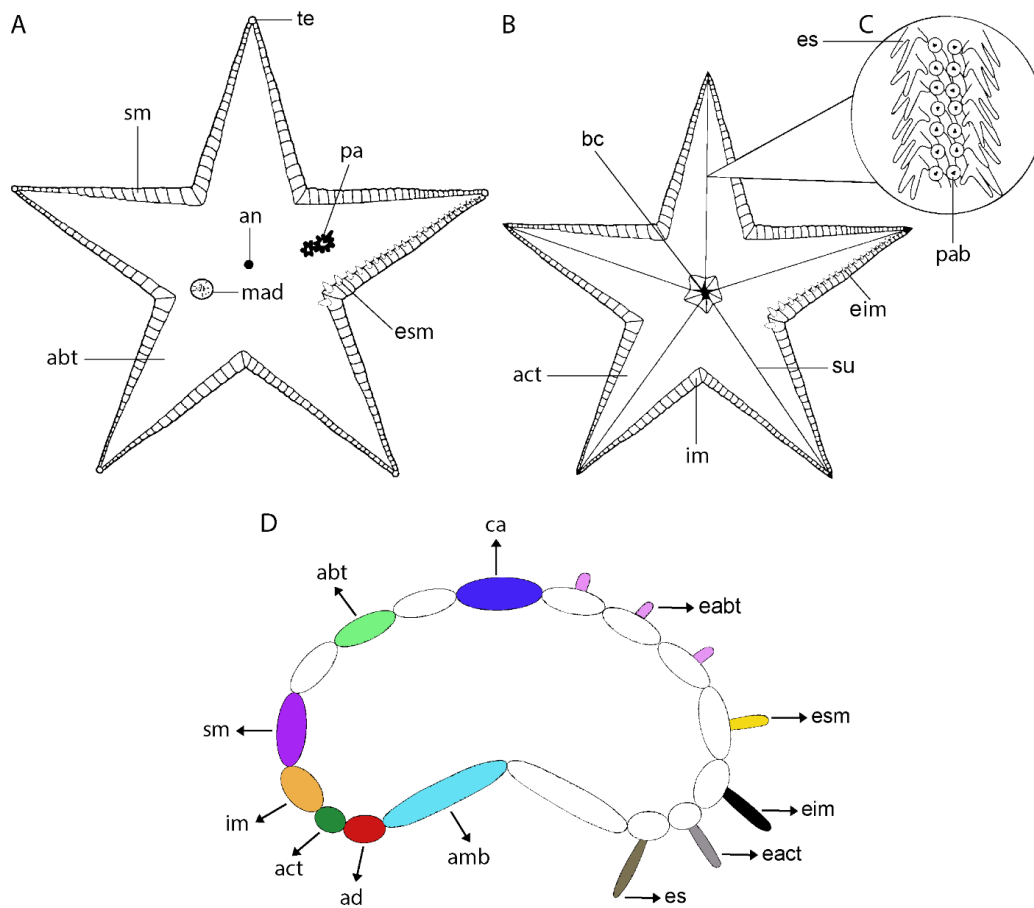 A
te
sm
pa
an
mad
esm
abt
B
C
es
bc
pab
eim
act
su
im
D
ca
abt
eabt
sm
esm
im
eim
act
eact
ad
amb
es